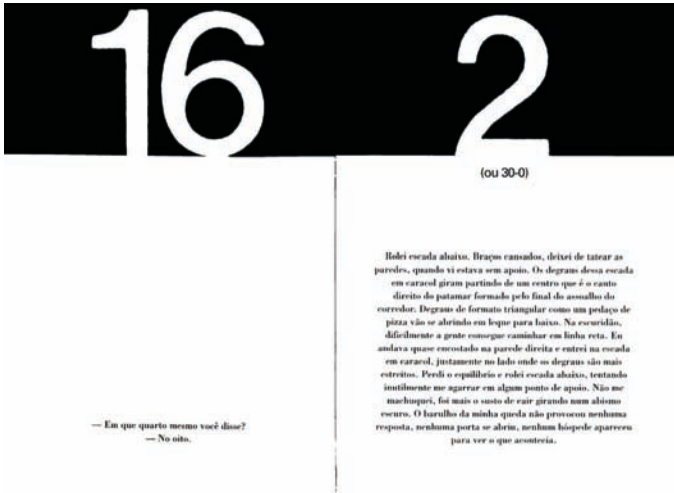 16
— Em que quarto mesmo você disse?
— No oito.
2
(ou 30-0)
Rolei escada abaixo. Braços cansados, deixei de tatear as
paredes, quando vi estava sem apoio. Os degraus dessa escada
em caracol giram partindo de um centro que é o canto
direito do patamar formado pelo final do assoalho do
corredor. Degraus de formato triangular como um pedaço de
pizza vão se abrindo em leque para baixo. Na escuridão,
dificilmente a gente consegue caminhar em linha reta. Eu
andava quase encostado na parede direita e entrei na escada
em caracol, justamente no lado onde os degraus são mais
estreitos. Perdi o equilíbrio e rolei escada abaixo, tentando
inutilmente me agarrar em algum ponto de apoio. Não me
machuquei, foi mais o susto de cair girando num abismo
escuro. O barulho da minha queda não provocou nenhuma
resposta, nenhuma porta se abriu, nenhum hóspede apareceu
para ver o que acontecia.